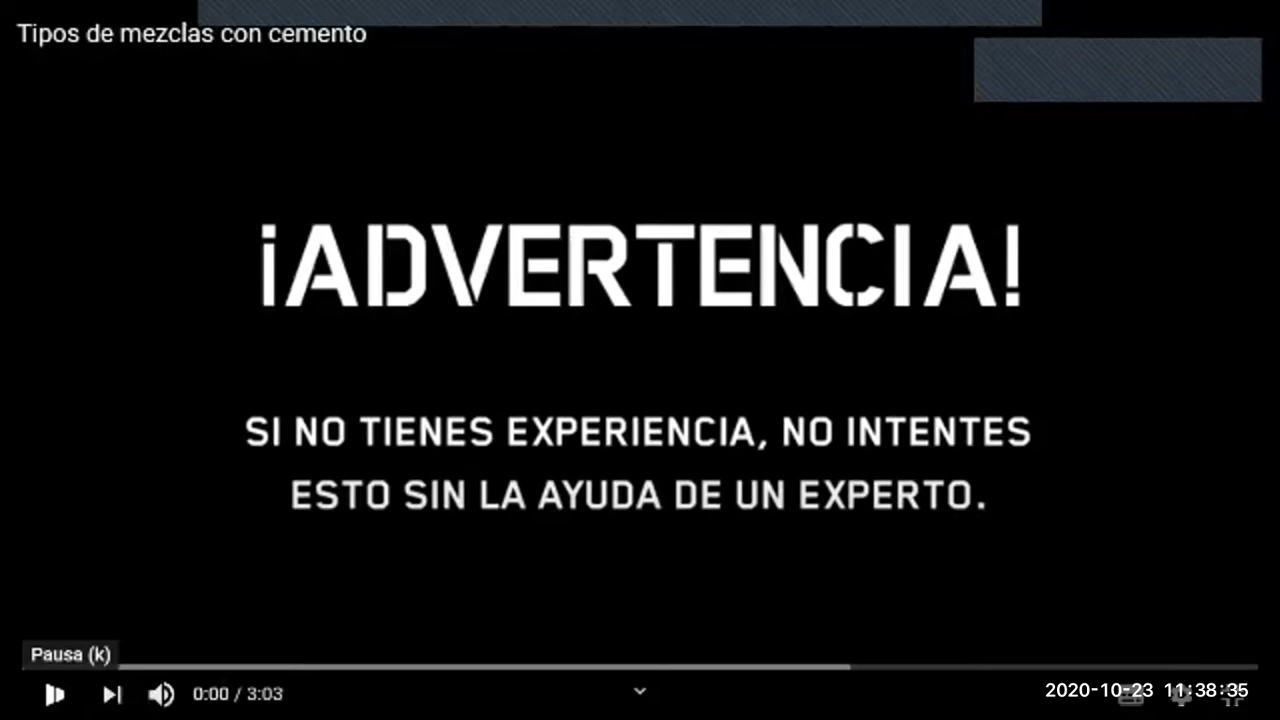 Tipos de mezclas con cemento
¡ADVERTENCIA!
SI NO TIENES EXPERIENCIA, NO INTENTES
ESTO SIN LA AYUDA DE UN EXPERTO.
Pausa (k)
0:00 / 3:03
2020-10-23 11:38:35